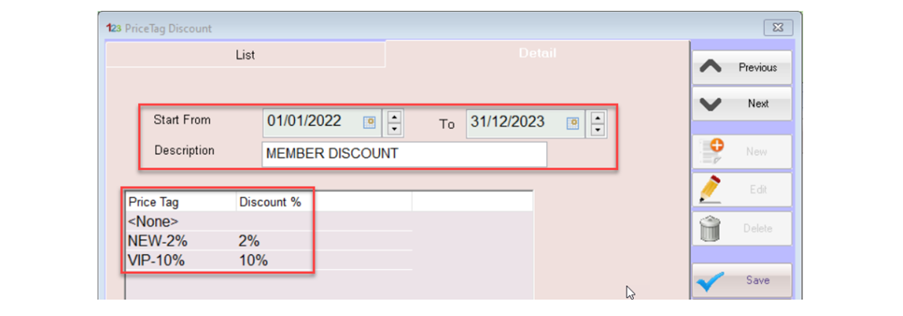 123 PriceTag Discount
List
Detail
Previous
Start From 01/01/2022 To 31/12/2023
Next
Description MEMBER DISCOUNT
New
Edit
Price Tag Discount %
<None>
Delete
NEW-2% 2%
VIP-10% 10%
Save